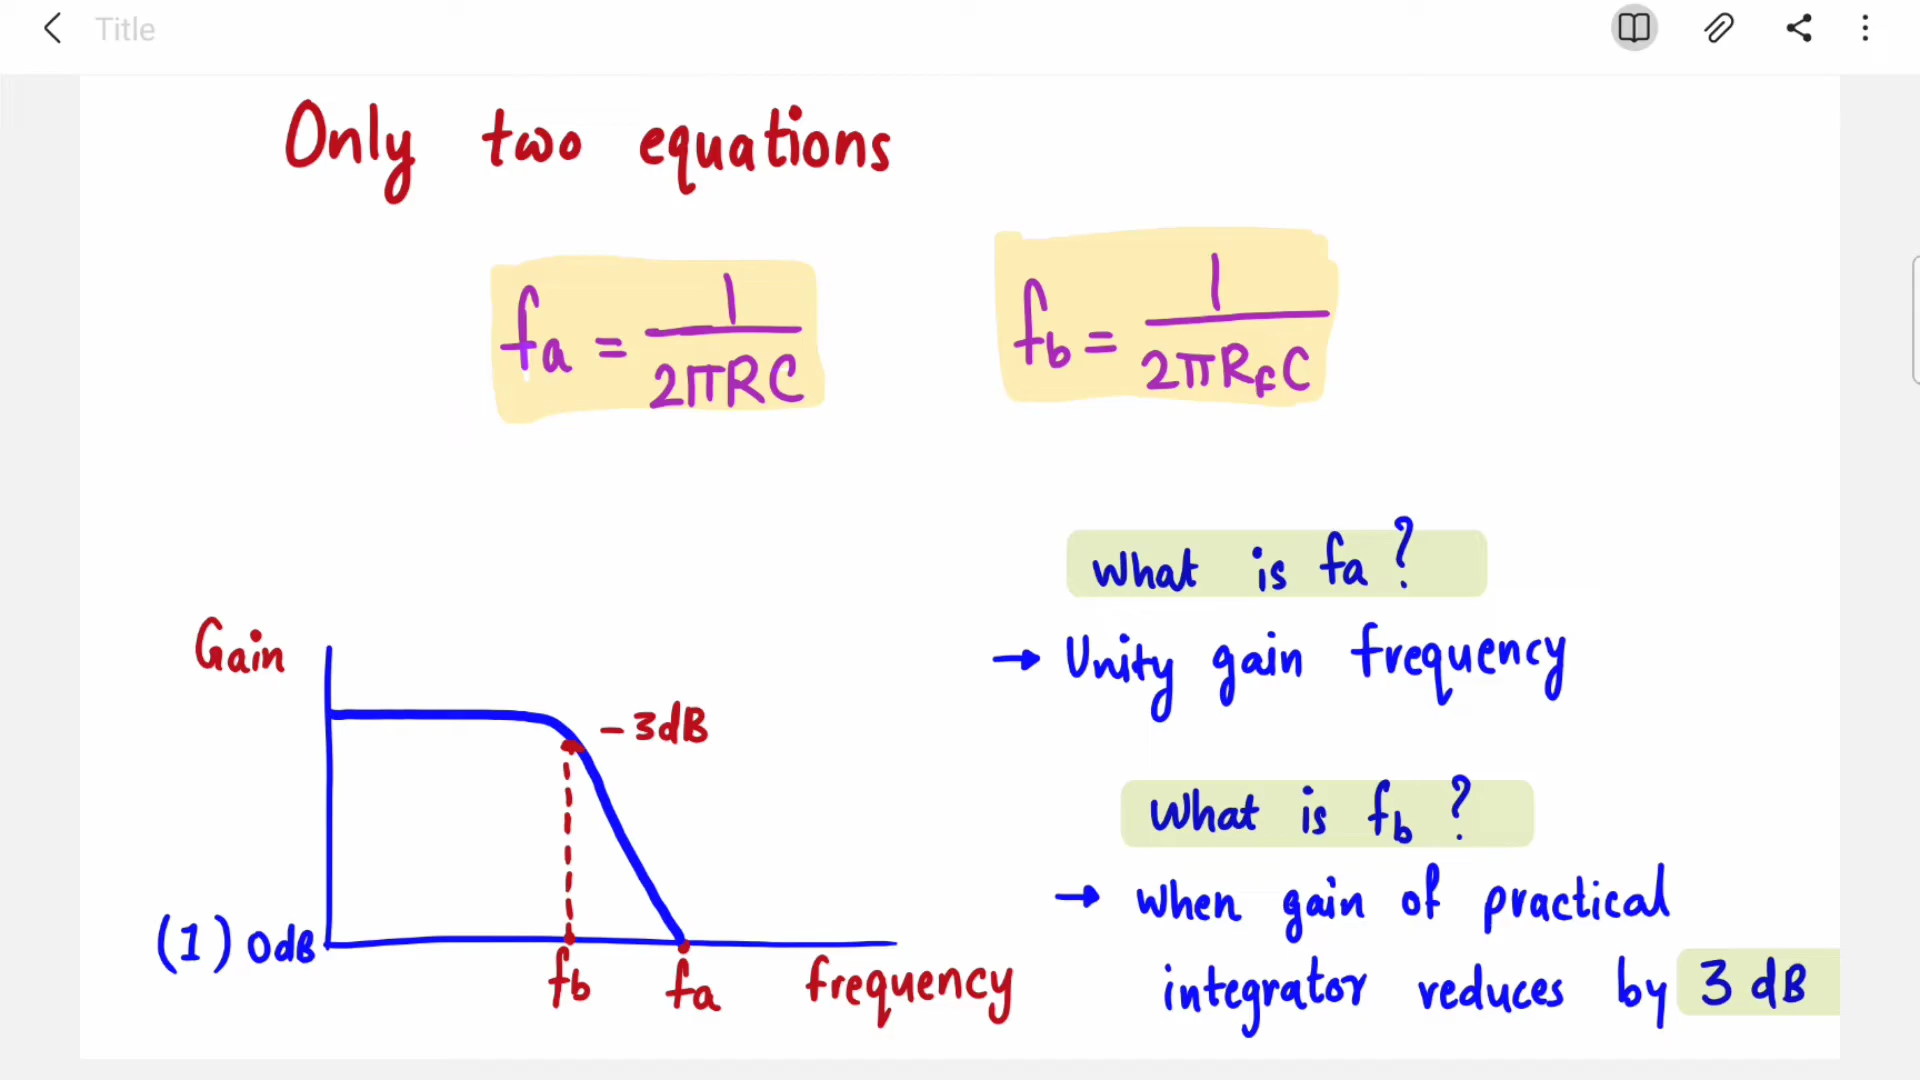 Title
Only two equations
fa = 1/2πRC
fb = 1/2πRFC
What is fa?
→ Unity gain frequency
What is fb?
→ When gain of practical
integrator reduces by 3 dB
Gain
-3dB
(1) 0dB
fb fa frequency